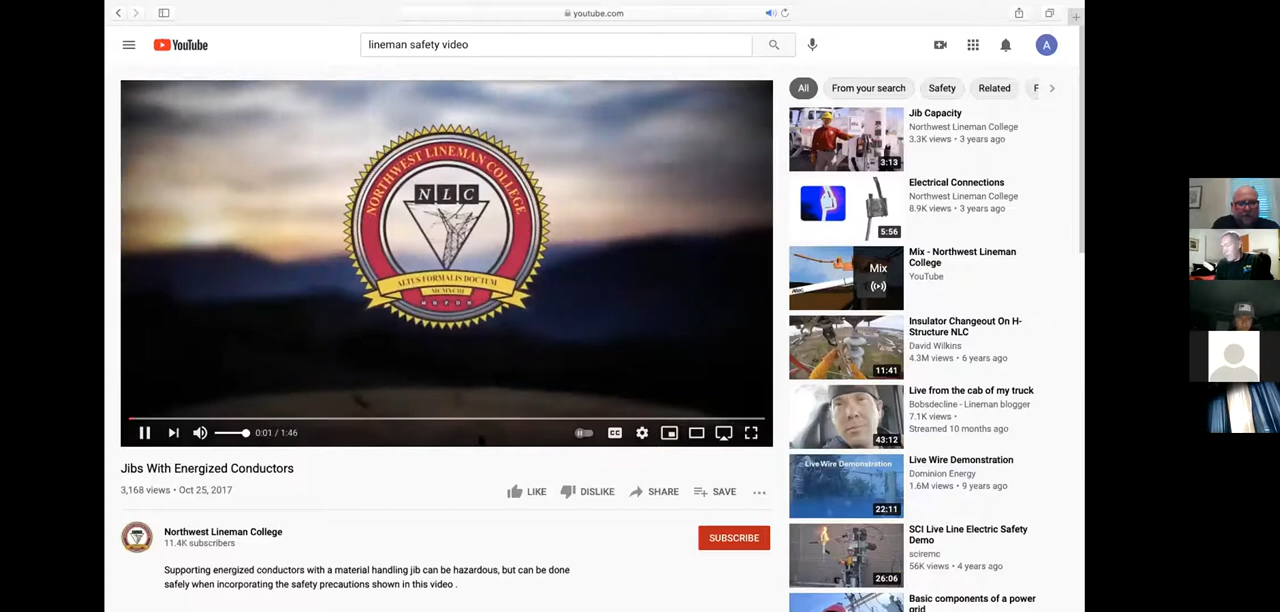 youtube.com
YouTube
lineman safety video
A
All
From your search
Safety
Related
F
NORTHWEST LINEMAN COLLEGE
NLC
ALTUS FORMALIS DOCTUM
MCMXCIII
0:01 / 1:46
CC
Jibs With Energized Conductors
3,168 views • Oct 25, 2017
LIKE
DISLIKE
SHARE
SAVE
Northwest Lineman College
11.4K subscribers
SUBSCRIBE
Supporting energized conductors with a material handling jib can be hazardous, but can be done
safely when incorporating the safety precautions shown in this video .
3:13
Jib Capacity
Northwest Lineman College
3.3K views • 3 years ago
5:56
Electrical Connections
Northwest Lineman College
8.9K views • 3 years ago
Mix
Mix - Northwest Lineman
College
YouTube
11:41
Insulator Changeout On H-
Structure NLC
David Wilkins
4.3M views • 6 years ago
43:12
Live from the cab of my truck
Bobsdecline - Lineman blogger
7.1K views •
Streamed 10 months ago
Live Wire Demonstration
22:11
Live Wire Demonstration
Dominion Energy
1.6M views • 9 years ago
26:06
SCI Live Line Electric Safety
Demo
sciremc
56K views • 4 years ago
Basic components of a power
grid